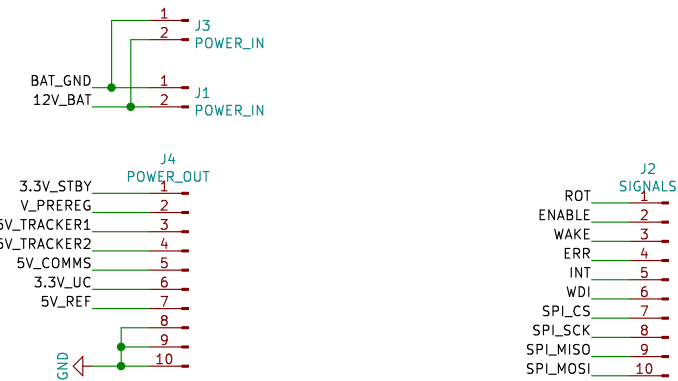 1 J3
2 POWER_IN
BAT_GND 1 J1
12V_BAT 2 POWER_IN
J4
POWER_OUT
3.3V_STBY 1
V_PREREG 2
5V_TRACKER1 3
5V_TRACKER2 4
5V_COMMS 5
3.3V_UC 6
5V_REF 7
8
9
10
GND
J2
SIGNALS
ROT 1
ENABLE 2
WAKE 3
ERR 4
INT 5
WDI 6
SPI_CS 7
SPI_SCK 8
SPI_MISO 9
SPI_MOSI 10